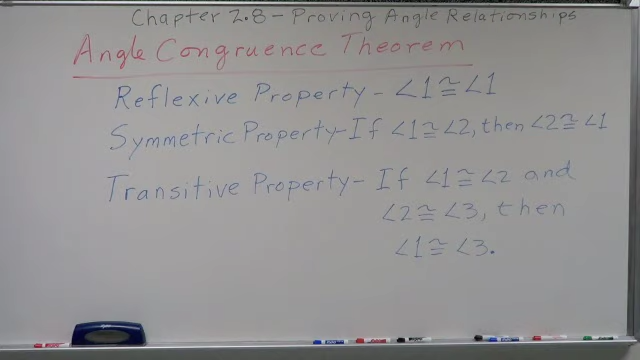 Chapter 2.8 - Proving Angle Relationships
Angle Congruence Theorem
Reflexive Property - ∠1 ≅ ∠1
Symmetric Property - If ∠1 ≅ ∠2, then ∠2 ≅ ∠1
Transitive Property - If ∠1 ≅ ∠2 and
∠2 ≅ ∠3, then
∠1 ≅ ∠3.